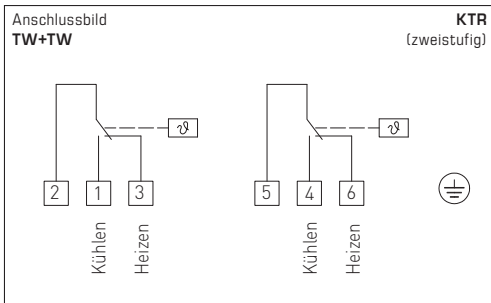 Anschlussbild KTR
TW+TW (zweistufig)
ϑ ϑ
2 1 3 5 4 6
Kühlen Heizen Kühlen Heizen